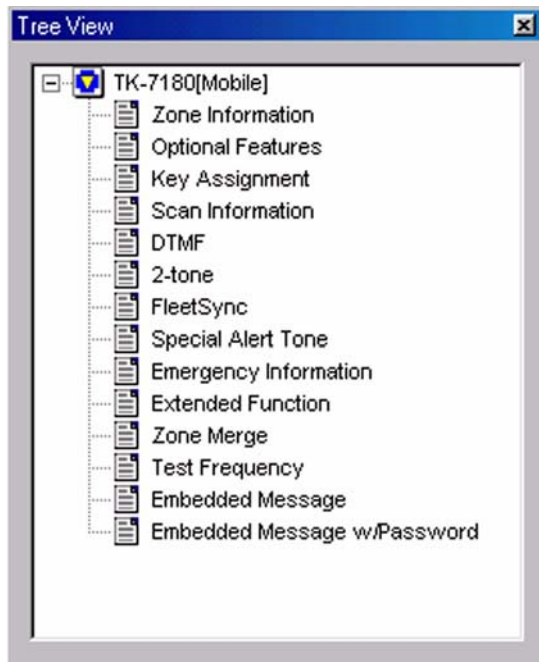 Tree View
TK-7180[Mobile]
Zone Information
Optional Features
Key Assignment
Scan Information
DTMF
2-tone
FleetSync
Special Alert Tone
Emergency Information
Extended Function
Zone Merge
Test Frequency
Embedded Message
Embedded Message w/Password